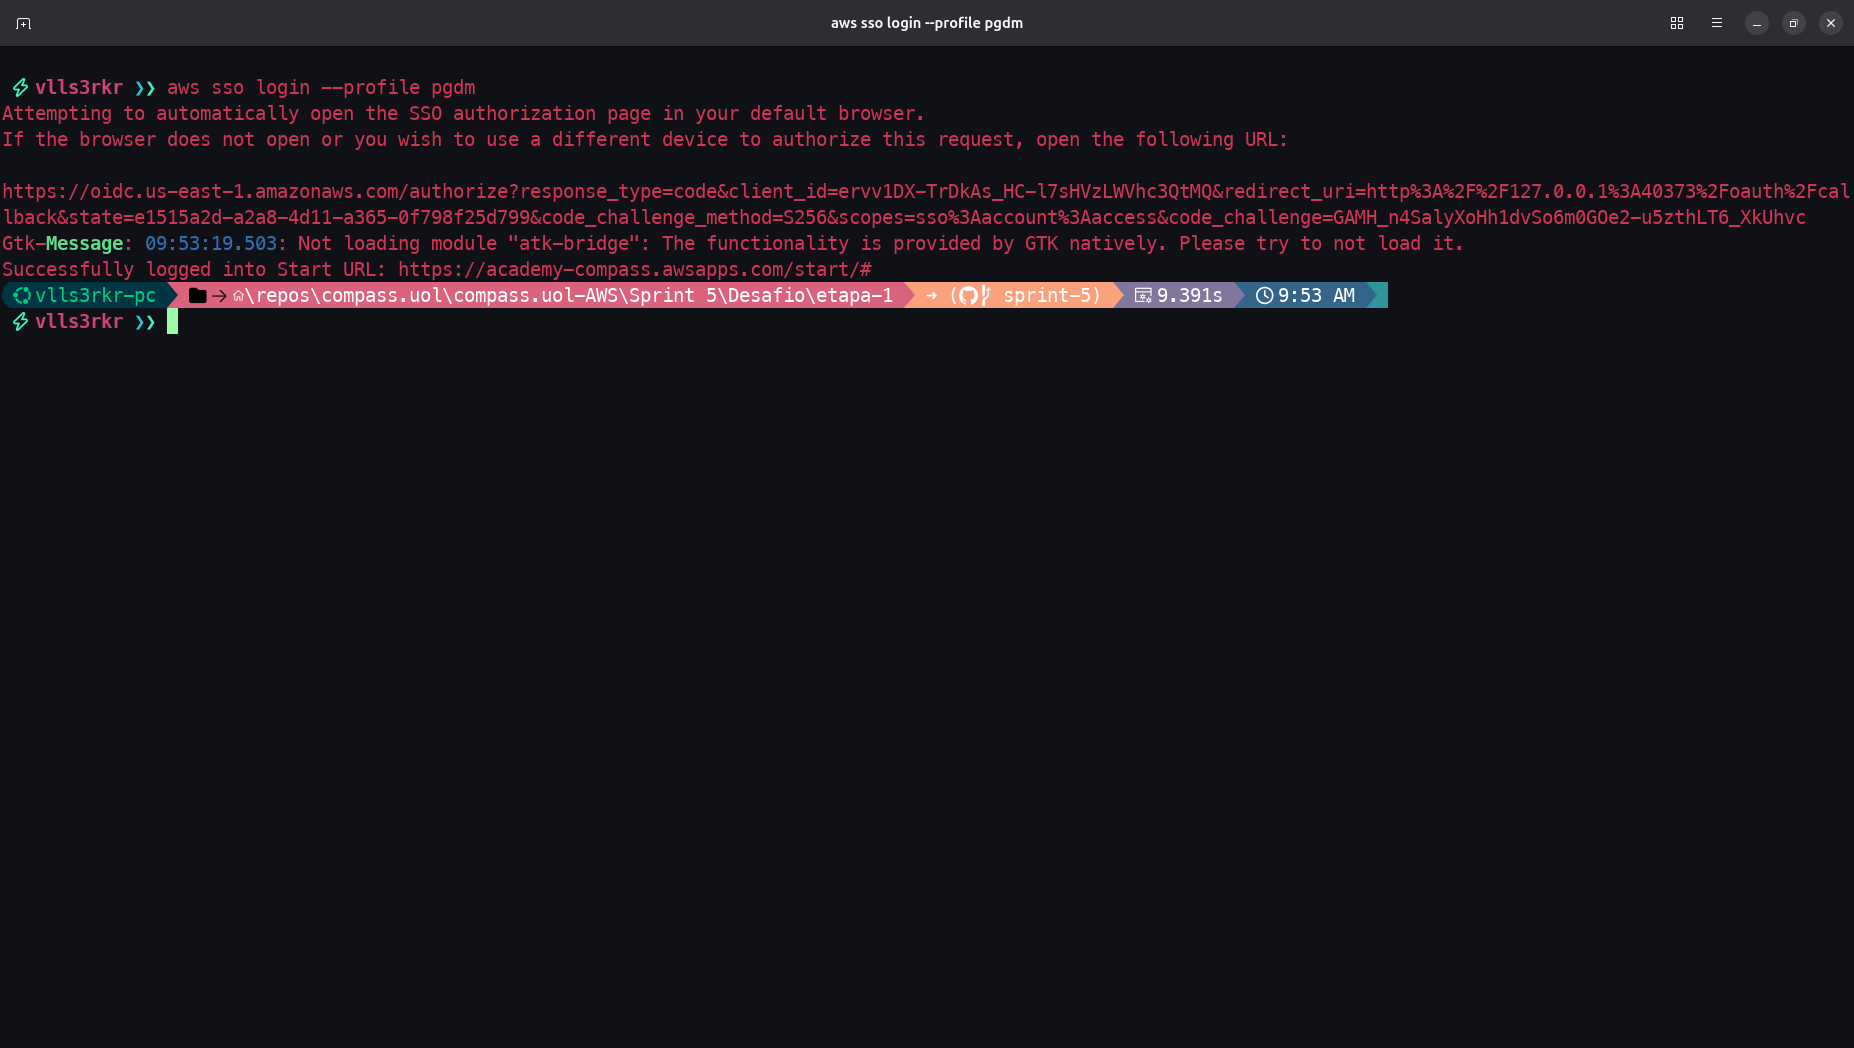 aws sso login --profile pgdm
vlls3rkr ❯❯ aws sso login --profile pgdm
Attempting to automatically open the SSO authorization page in your default browser.
If the browser does not open or you wish to use a different device to authorize this request, open the following URL:
https://oidc.us-east-1.amazonaws.com/authorize?response_type=code&client_id=ervv1DX-TrDkAs_HC-l7sHVzLWVhc3QtMQ&redirect_uri=http%3A%2F%2F127.0.0.1%3A40373%2Foauth%2Fcal
lback&state=e1515a2d-a2a8-4d11-a365-0f798f25d799&code_challenge_method=S256&scopes=sso%3Aaccount%3Aaccess&code_challenge=GAMH_n4SalyXoHh1dvSo6m0GOe2-u5zthLT6_XkUhvc
Gtk-Message: 09:53:19.503: Not loading module "atk-bridge": The functionality is provided by GTK natively. Please try to not load it.
Successfully logged into Start URL: https://academy-compass.awsapps.com/start/#
vlls3rkr-pc → \repos\compass.uol\compass.uol-AWS\Sprint 5\Desafio\etapa-1 → ( sprint-5) 9.391s 9:53 AM
vlls3rkr ❯❯